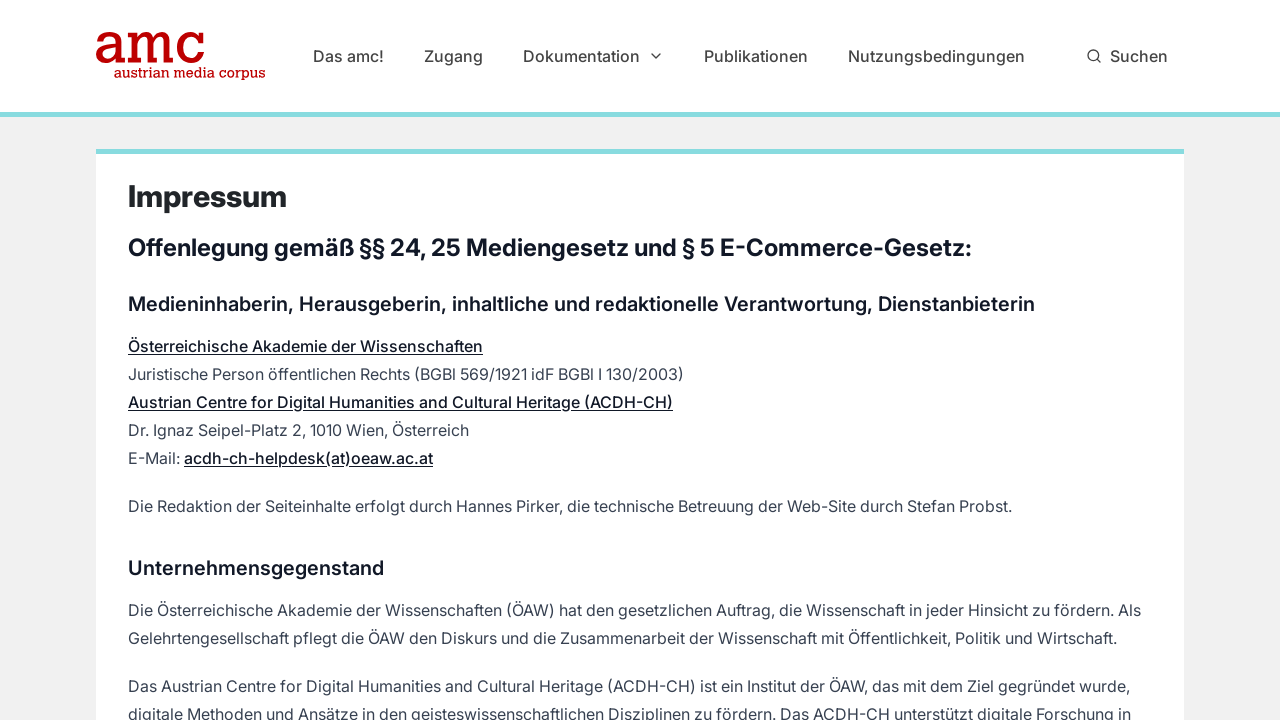 amc
austrian media corpus
Das amc!
Zugang
Dokumentation
Publikationen
Nutzungsbedingungen
Suchen
Impressum
Offenlegung gemäß §§ 24, 25 Mediengesetz und § 5 E-Commerce-Gesetz:
Medieninhaberin, Herausgeberin, inhaltliche und redaktionelle Verantwortung, Dienstanbieterin
Österreichische Akademie der Wissenschaften
Juristische Person öffentlichen Rechts (BGBl 569/1921 idF BGBl I 130/2003)
Austrian Centre for Digital Humanities and Cultural Heritage (ACDH-CH)
Dr. Ignaz Seipel-Platz 2, 1010 Wien, Österreich
E-Mail: acdh-ch-helpdesk(at)oeaw.ac.at
Die Redaktion der Seiteinhalte erfolgt durch Hannes Pirker, die technische Betreuung der Web-Site durch Stefan Probst.
Unternehmensgegenstand
Die Österreichische Akademie der Wissenschaften (ÖAW) hat den gesetzlichen Auftrag, die Wissenschaft in jeder Hinsicht zu fördern. Als
Gelehrtengesellschaft pflegt die ÖAW den Diskurs und die Zusammenarbeit der Wissenschaft mit Öffentlichkeit, Politik und Wirtschaft.
Das Austrian Centre for Digital Humanities and Cultural Heritage (ACDH-CH) ist ein Institut der ÖAW, das mit dem Ziel gegründet wurde,
digitale Methoden und Ansätze in den geisteswissenschaftlichen Disziplinen zu fördern. Das ACDH-CH unterstützt digitale Forschung in